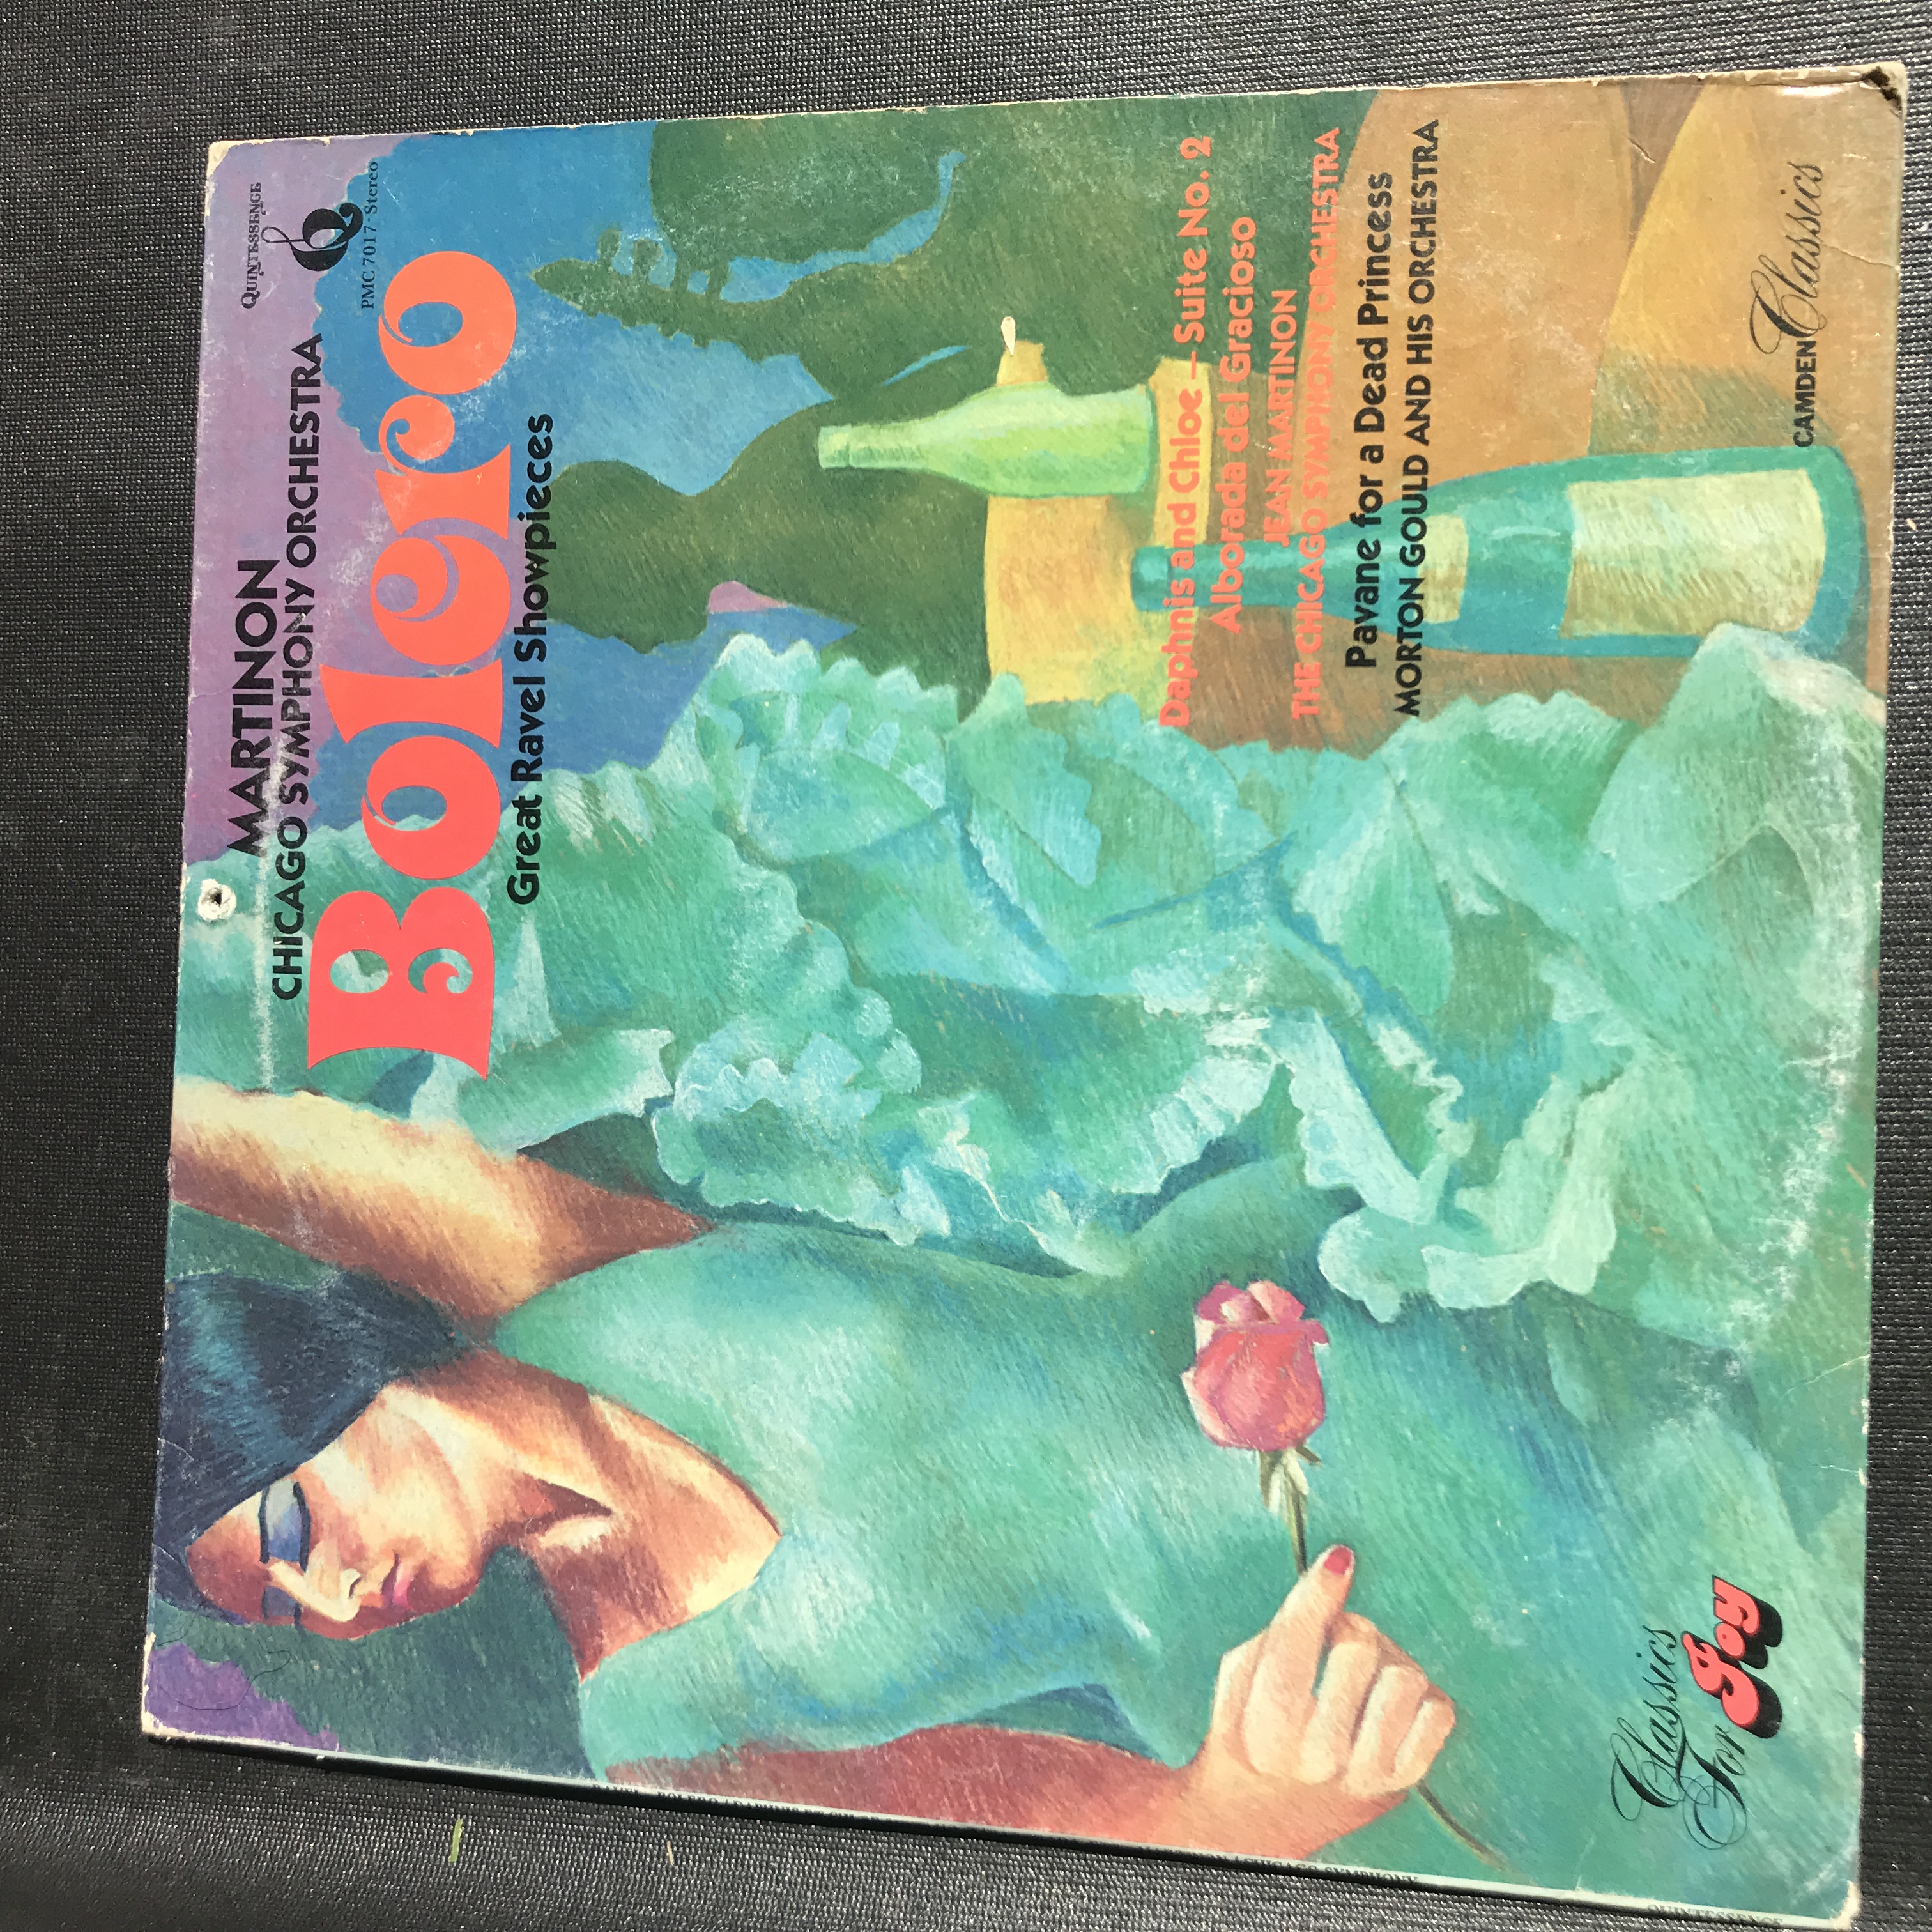 MARTINON
CHICAGO SYMPHONY ORCHESTRA
QUINTESSENCE
PMC 7017-Stereo
Bolero
Great Ravel Showpieces
Daphnis and Chloe – Suite No. 2
Alborada del Gracioso
JEAN MARTINON
THE CHICAGO SYMPHONY ORCHESTRA
Pavane for a Dead Princess
MORTON GOULD AND HIS ORCHESTRA
Classics
For Joy
CAMDEN Classics